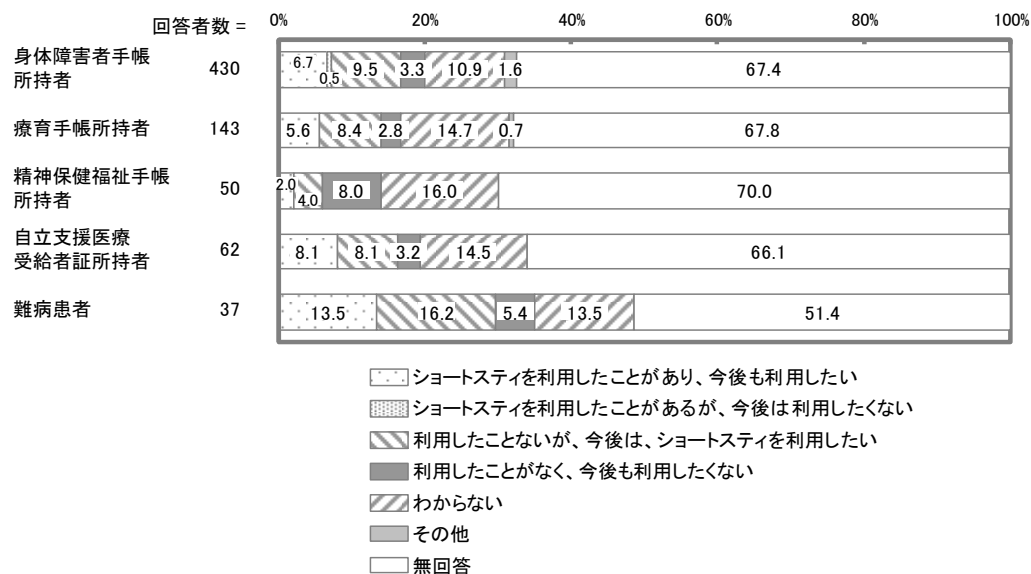 回答者数 =
0% 20% 40% 60% 80% 100%
身体障害者手帳
所持者
430
6.7 0.5 9.5 3.3 10.9 1.6 67.4
療育手帳所持者
143
5.6 8.4 2.8 14.7 0.7 67.8
精神保健福祉手帳
所持者
50
2.0 4.0 8.0 16.0 70.0
自立支援医療
受給者証所持者
62
8.1 8.1 3.2 14.5 66.1
難病患者
37
13.5 16.2 5.4 13.5 51.4
ショートスティを利用したことがあり、今後も利用したい
ショートスティを利用したことがあるが、今後は利用したくない
利用したことないが、今後は、ショートスティを利用したい
利用したことがなく、今後も利用したくない
わからない
その他
無回答